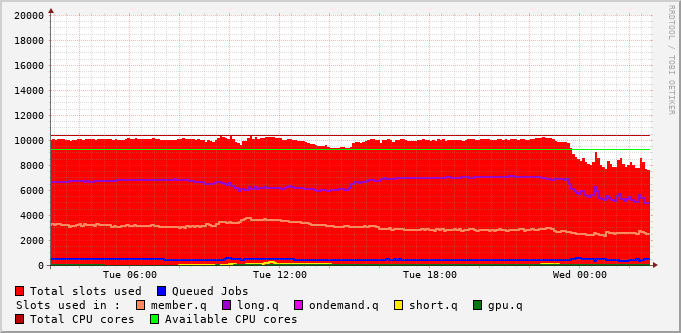 20000
18000
16000
14000
12000
10000
8000
6000
4000
2000
0
Tue 06:00 Tue 12:00 Tue 18:00 Wed 00:00
Total slots used Queued Jobs
Slots used in : member.q long.q ondemand.q short.q gpu.q
Total CPU cores Available CPU cores
RRDTOOL / TOBI OETIKER